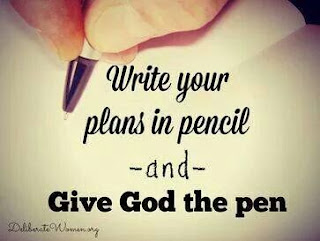 Write your
plans in pencil
-and-
Give God the pen
DeliberateWomen.org